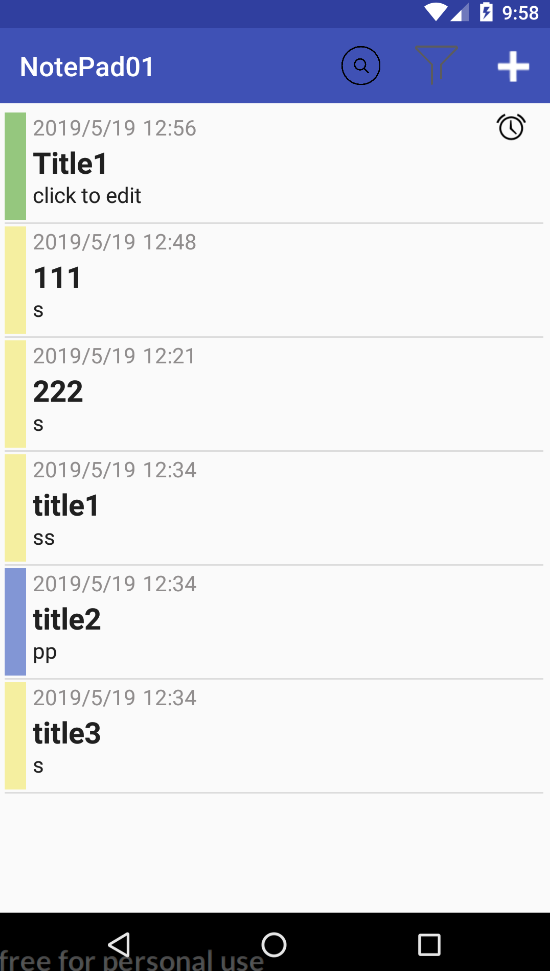 9:58
NotePad01
2019/5/19 12:56
Title1
click to edit
2019/5/19 12:48
111
s
2019/5/19 12:21
222
s
2019/5/19 12:34
title1
ss
2019/5/19 12:34
title2
pp
2019/5/19 12:34
title3
s
free for personal use